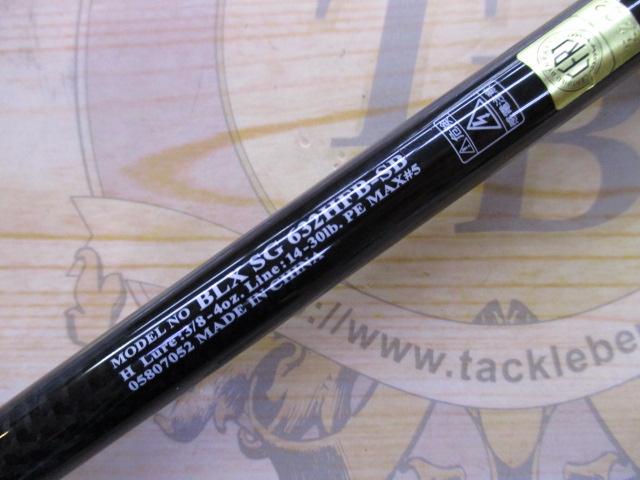 MODEL NO BLX SG 632HFB-SB
H Lure:3/8-4oz. Line:14-30lb. PE MAX#5
05807052 MADE IN CHINA
TB
://www.tacklebe